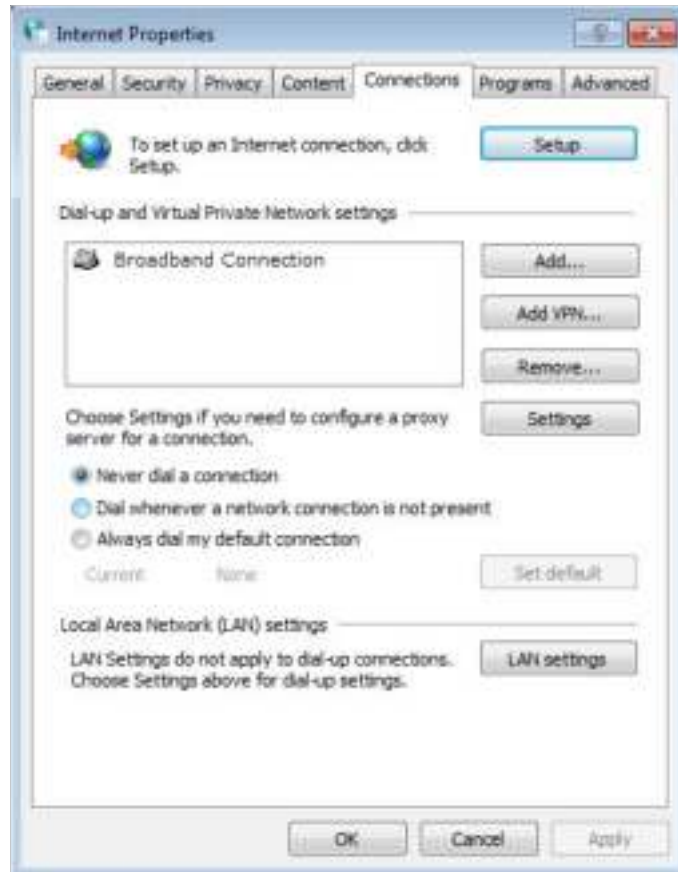 Internet Properties
General Security Privacy Content Connections Programs Advanced
To set up an Internet connection, click
Setup.
Setup
Dial-up and Virtual Private Network settings
Broadband Connection
Add...
Add VPN...
Remove...
Choose Settings if you need to configure a proxy
server for a connection.
Settings
Never dial a connection
Dial whenever a network connection is not present
Always dial my default connection
Current None
Set default
Local Area Network (LAN) settings
LAN Settings do not apply to dial-up connections.
Choose Settings above for dial-up settings.
LAN settings
OK Cancel Apply